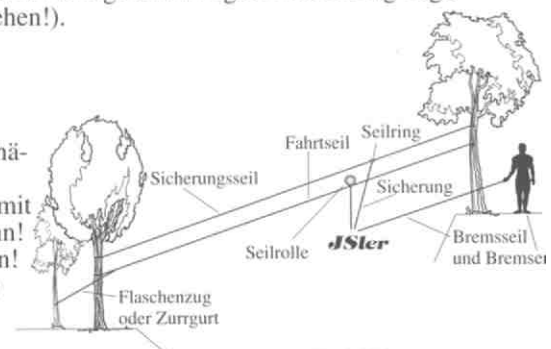 ehen!).
Fahrtseil
Seilring
nä-
Sicherungsseil
Sicherung
mit
n!
n!
Seilrolle
JSler
Bremsseil
und Bremser
Flaschenzug
oder Zurrgurt